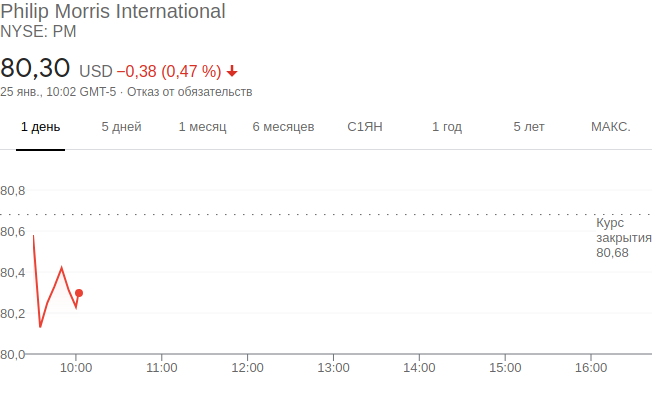 Philip Morris International
NYSE: PM
80,30 USD −0,38 (0,47 %)
25 янв., 10:02 GMT-5 · Отказ от обязательств
1 день 5 дней 1 месяц 6 месяцев С1ЯН 1 год 5 лет МАКС.
80,8
Курс
80,6
закрытия
80,68
80,4
80,2
80,0
10:00 11:00 12:00 13:00 14:00 15:00 16:00